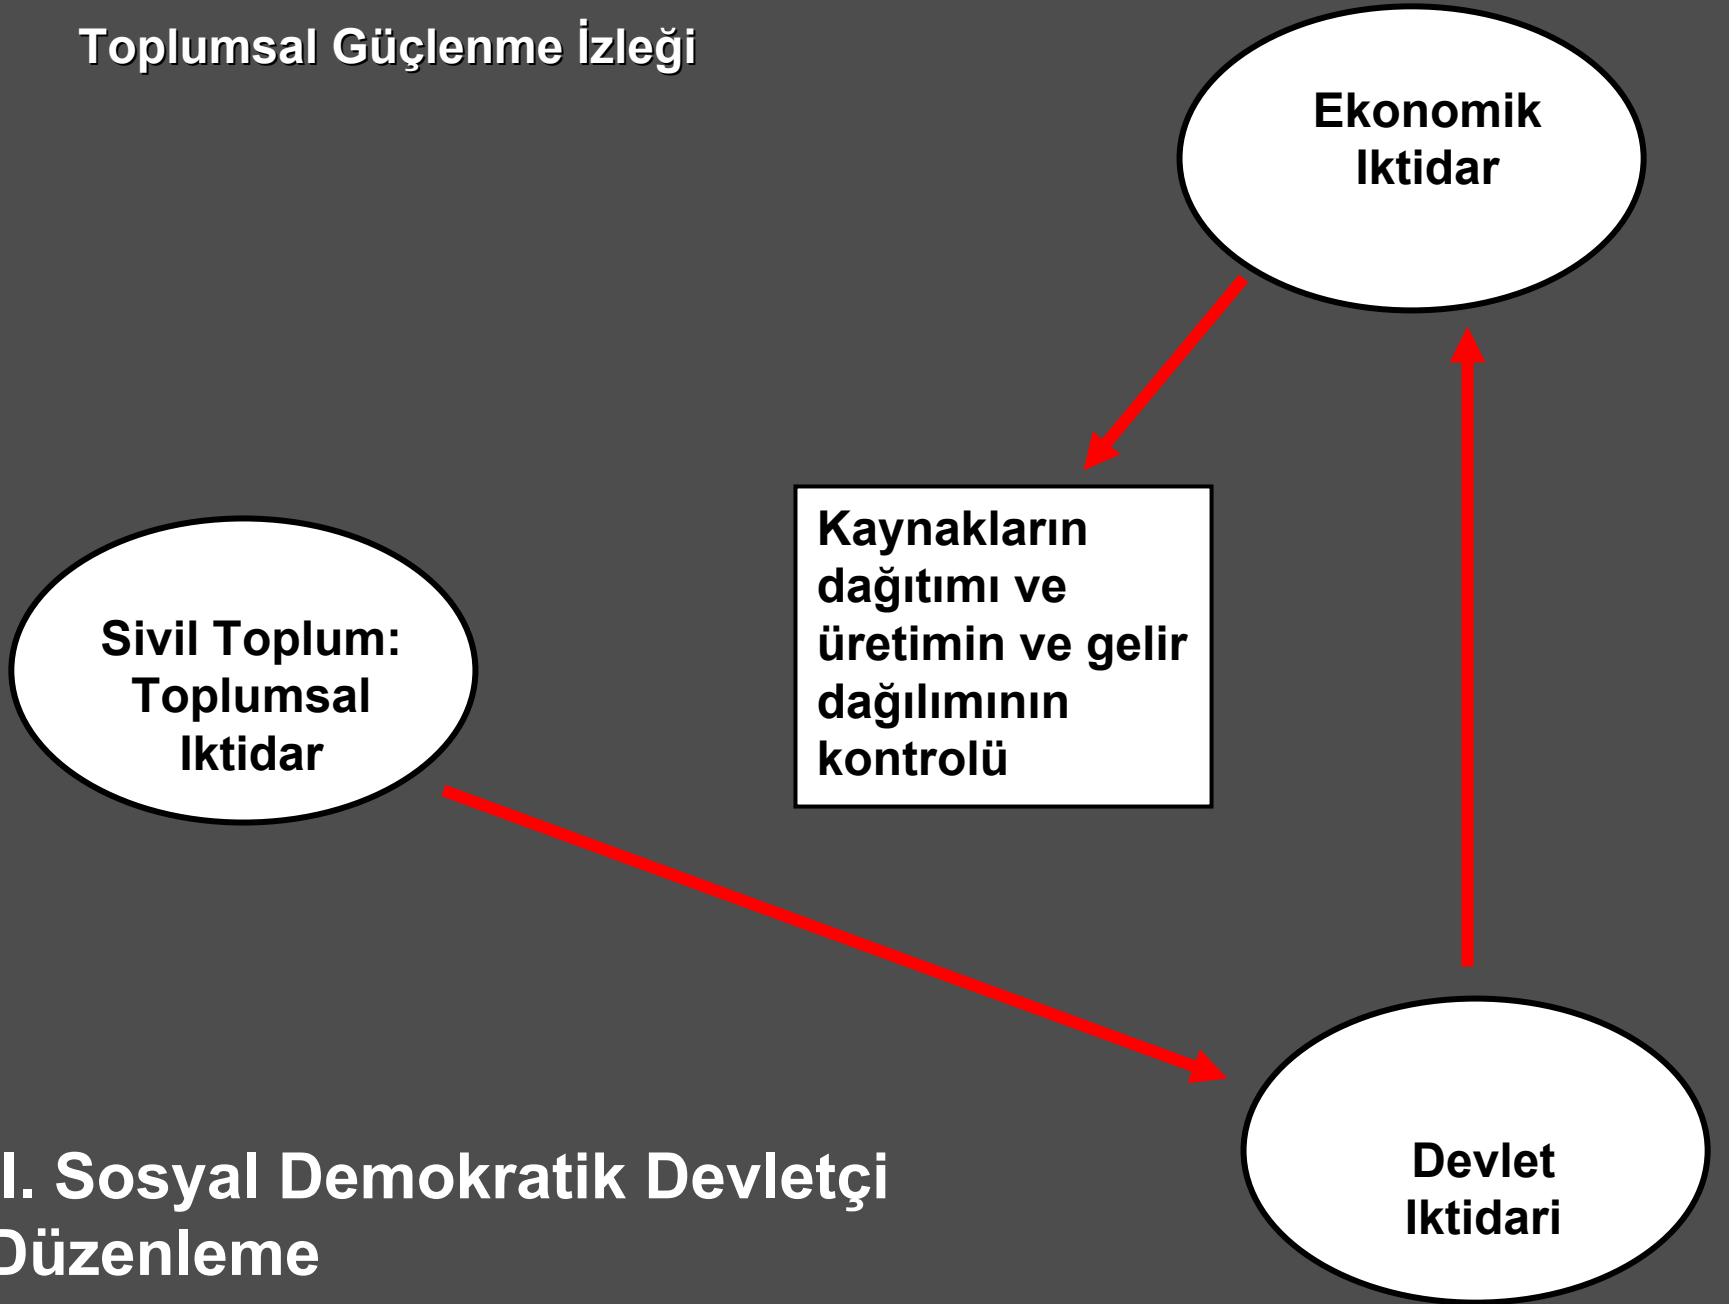 Toplumsal Güçlenme İzleği
Ekonomik
Iktidar
Kaynakların
dağıtımı ve
üretimin ve gelir
dağılımının
kontrolü
Sivil Toplum:
Toplumsal
Iktidar
Devlet
Iktidari
I. Sosyal Demokratik Devletçi
Düzenleme